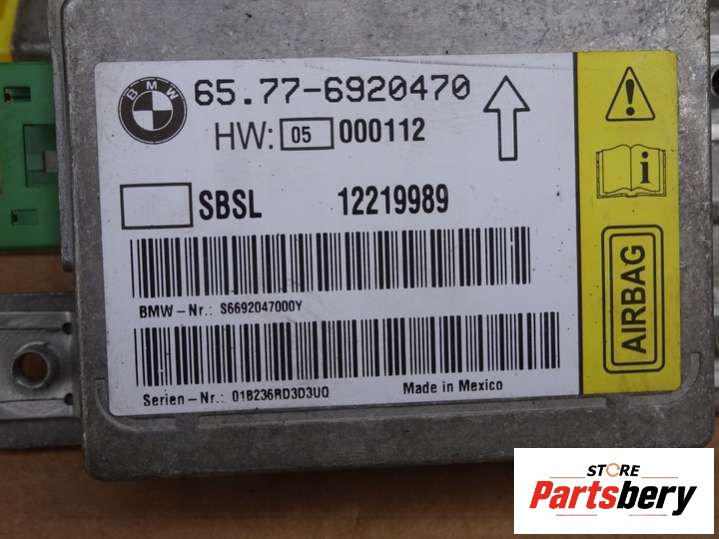 BMW
65.77-6920470
HW: 05 000112
SBSL 12219989
BMW-Nr.: S6692047000Y
Serien-Nr.: 01B236RD3D3UQ
Made in Mexico
i
AIRBAG
STORE
Partsbery